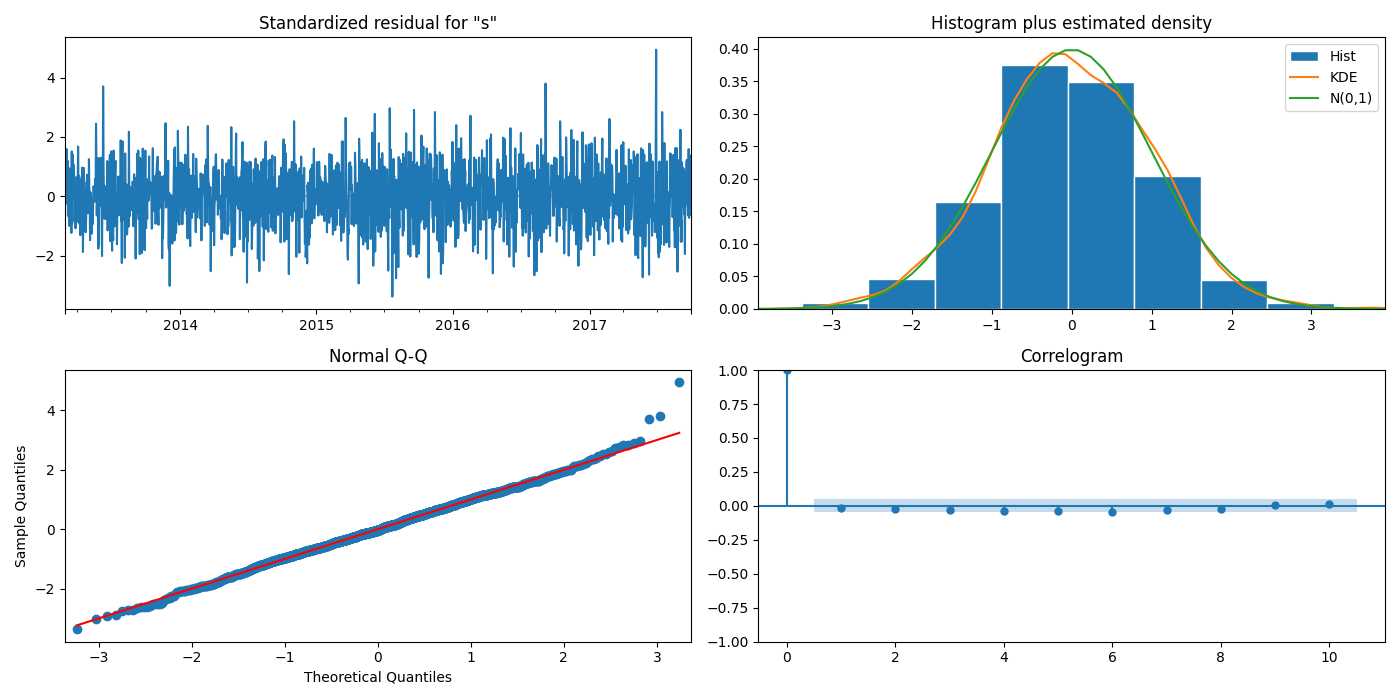 Standardized residual for "s"
4
2
0
−2
2014 2015 2016 2017
Histogram plus estimated density
0.40
0.35
0.30
0.25
0.20
0.15
0.10
0.05
0.00
−3 −2 −1 0 1 2 3
Hist
KDE
N(0,1)
Normal Q-Q
Sample Quantiles
4
2
0
−2
−3 −2 −1 0 1 2 3
Theoretical Quantiles
Correlogram
1.00
0.75
0.50
0.25
0.00
−0.25
−0.50
−0.75
−1.00
0 2 4 6 8 10